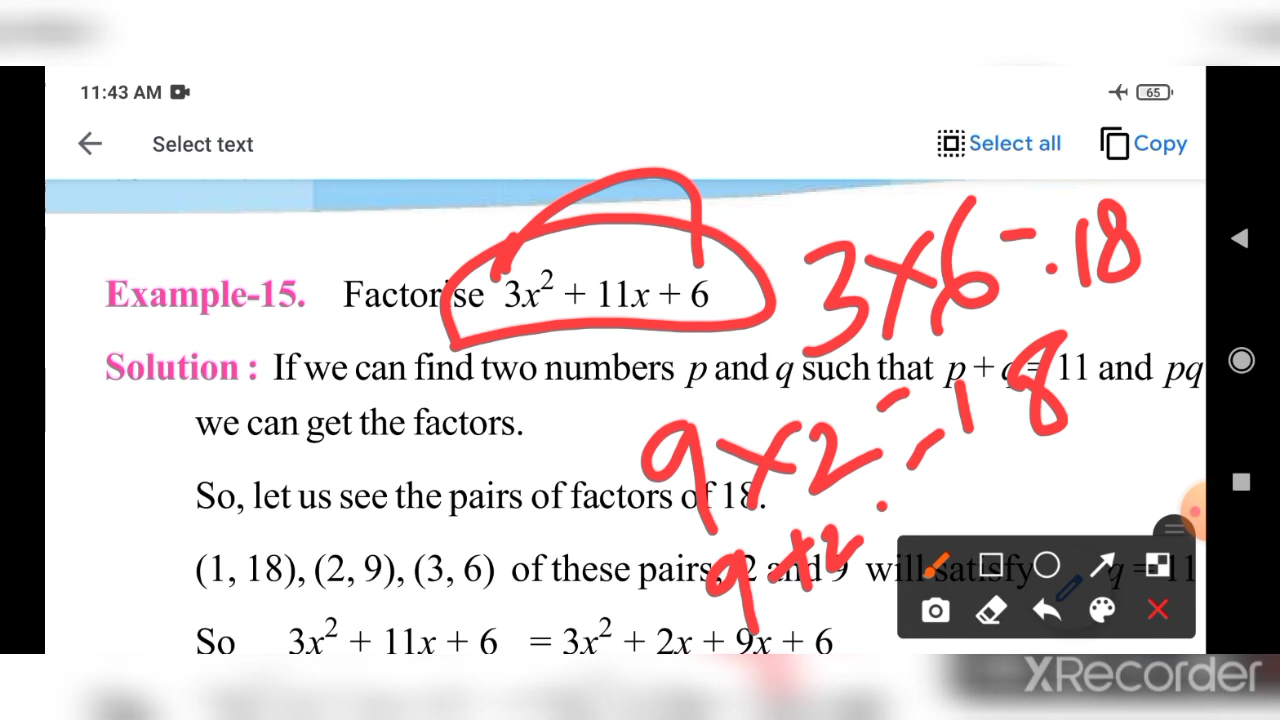 11:43 AM
65
Select text
Select all
Copy
Example-15. Factorise 3x² + 11x + 6
3×6=18
Solution : If we can find two numbers p and q such that p + q = 11 and pq
we can get the factors.
9×2=18
So, let us see the pairs of factors of 18.
9+2
(1, 18), (2, 9), (3, 6) of these pairs, 2 and 9 will satisfy q = 11
So 3x² + 11x + 6 = 3x² + 2x + 9x + 6
XRecorder